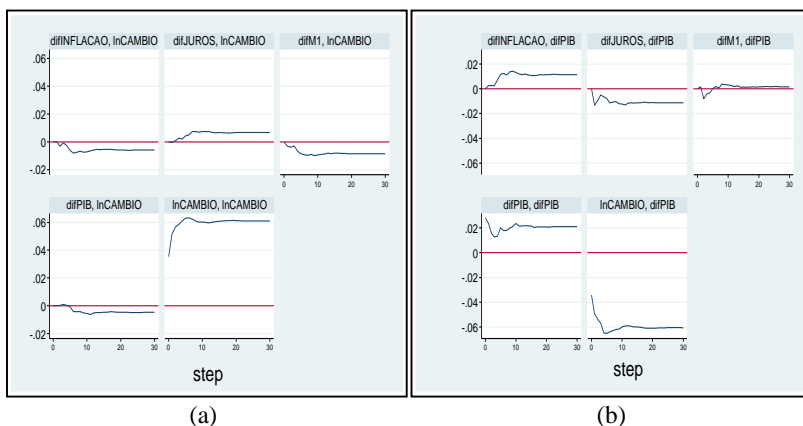 difINFLACAO, lnCAMBIO
difJUROS, lnCAMBIO
difM1, lnCAMBIO
.06
.04
.02
0
-.02
0 10 20 30
difPIB, lnCAMBIO
lnCAMBIO, lnCAMBIO
.06
.04
.02
0
-.02
0 10 20 30
0 10 20 30
step
(a)
difINFLACAO, difPIB
difJUROS, difPIB
difM1, difPIB
.02
0
-.02
-.04
-.06
0 10 20 30
difPIB, difPIB
lnCAMBIO, difPIB
.02
0
-.02
-.04
-.06
0 10 20 30
0 10 20 30
step
(b)